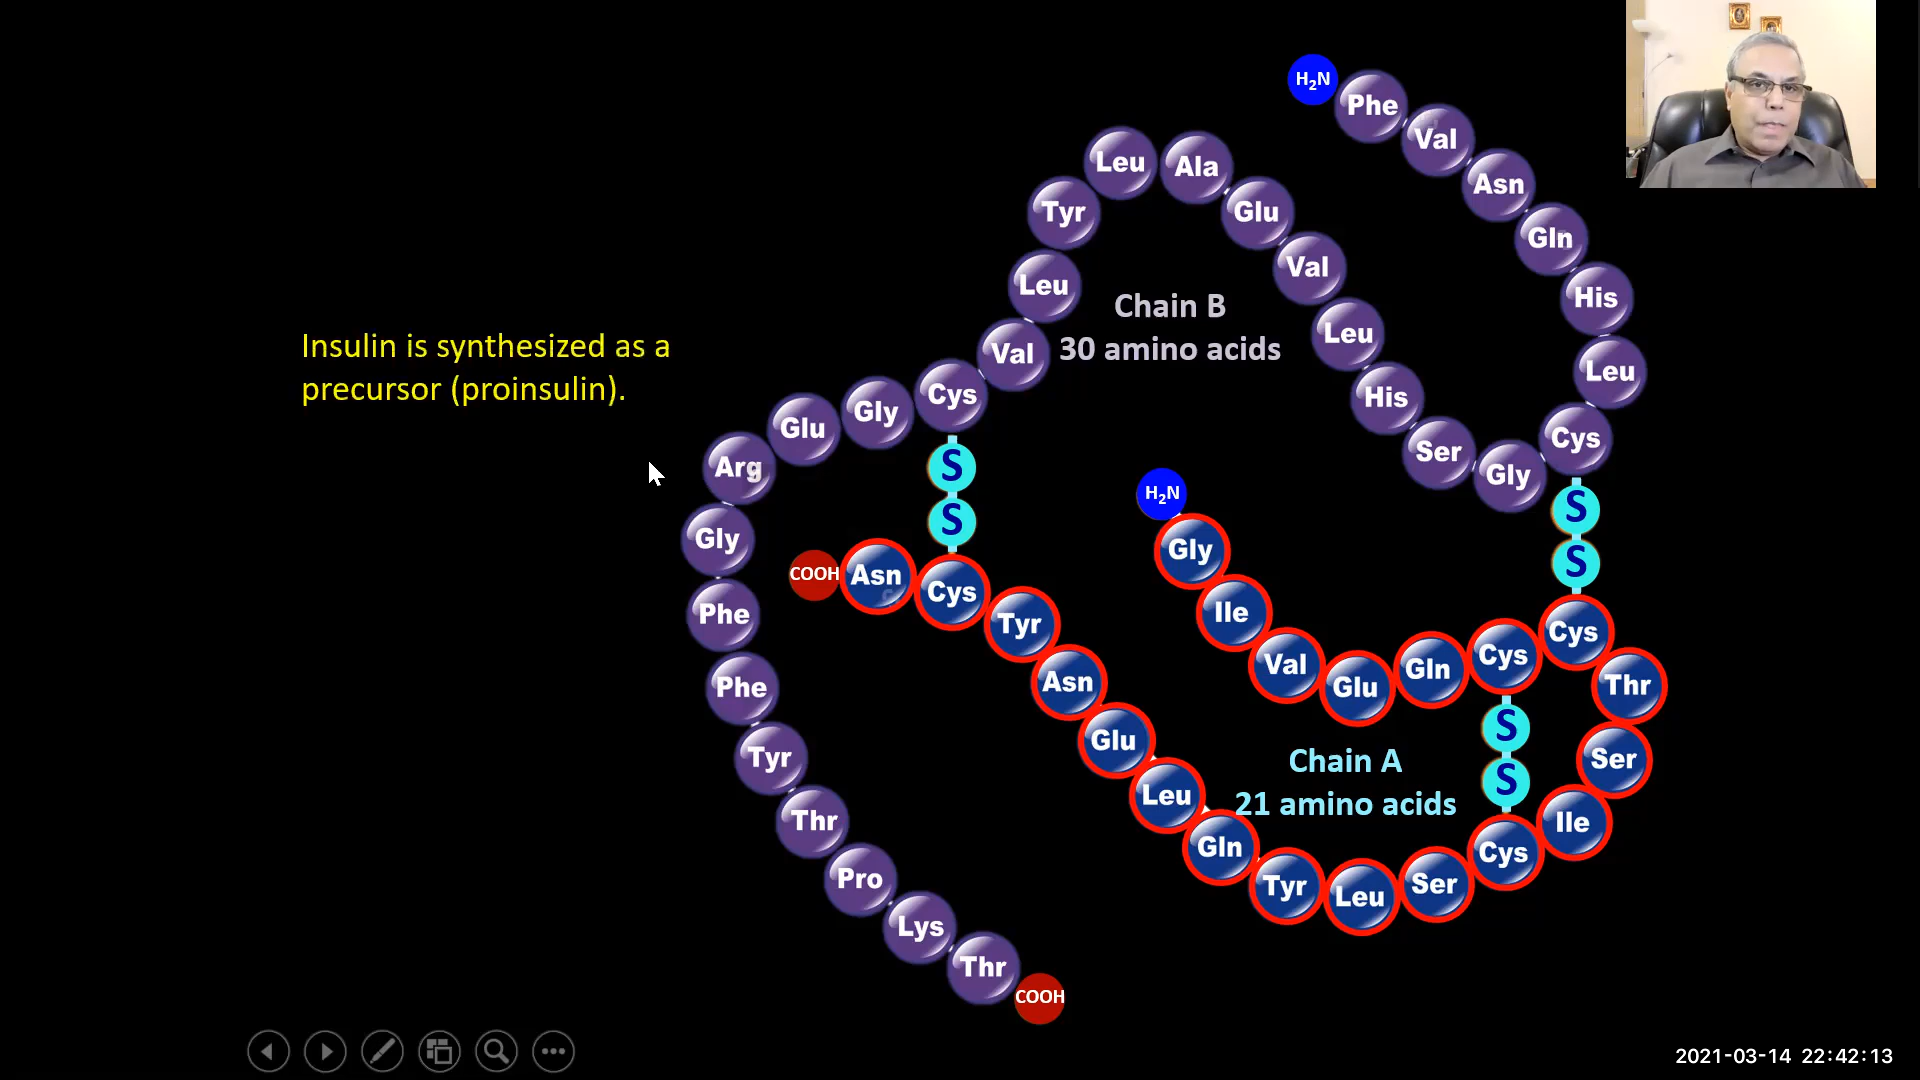 Insulin is synthesized as a
precursor (proinsulin).
Chain B
30 amino acids
H₂N
Phe
Val
Asn
Gln
His
Leu
Cys
Gly
Ser
His
Leu
Val
Glu
Ala
Leu
Tyr
Leu
Val
Cys
Gly
Glu
Arg
Gly
Phe
Phe
Tyr
Thr
Pro
Lys
Thr
COOH
S
S
S
S
Chain A
21 amino acids
H₂N
Gly
Ile
Val
Glu
Gln
Cys
Cys
Thr
Ser
Ile
Cys
Ser
Leu
Tyr
Gln
Leu
Glu
Asn
Tyr
Cys
Asn
COOH
S
S
2021-03-14 22:42:13